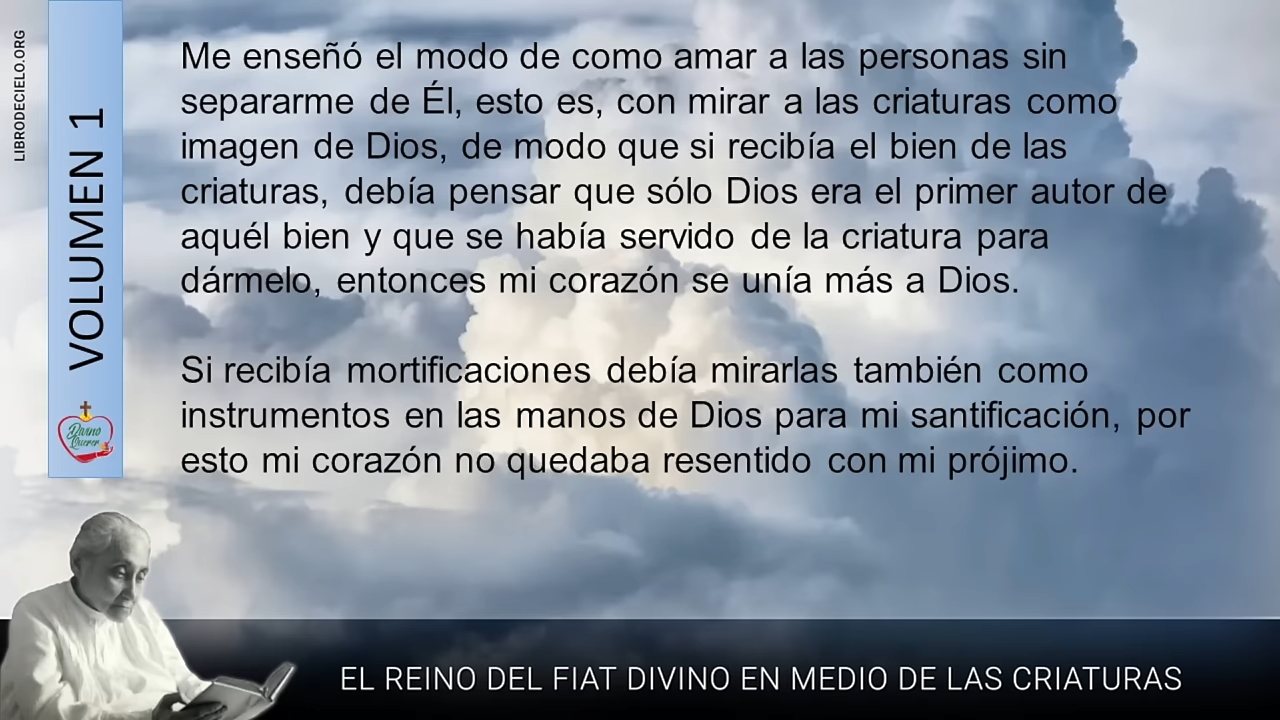 LIBRODECIELO.ORG
VOLUMEN 1
Divino
Querer
Me enseñó el modo de como amar a las personas sin
separarme de Él, esto es, con mirar a las criaturas como
imagen de Dios, de modo que si recibía el bien de las
criaturas, debía pensar que sólo Dios era el primer autor de
aquél bien y que se había servido de la criatura para
dármelo, entonces mi corazón se unía más a Dios.
Si recibía mortificaciones debía mirarlas también como
instrumentos en las manos de Dios para mi santificación, por
esto mi corazón no quedaba resentido con mi prójimo.
EL REINO DEL FIAT DIVINO EN MEDIO DE LAS CRIATURAS